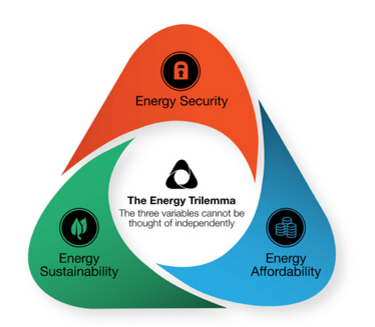 Energy Security
The Energy Trilemma
The three variables cannot be
thought of independently
Energy
Sustainability
Energy
Affordability